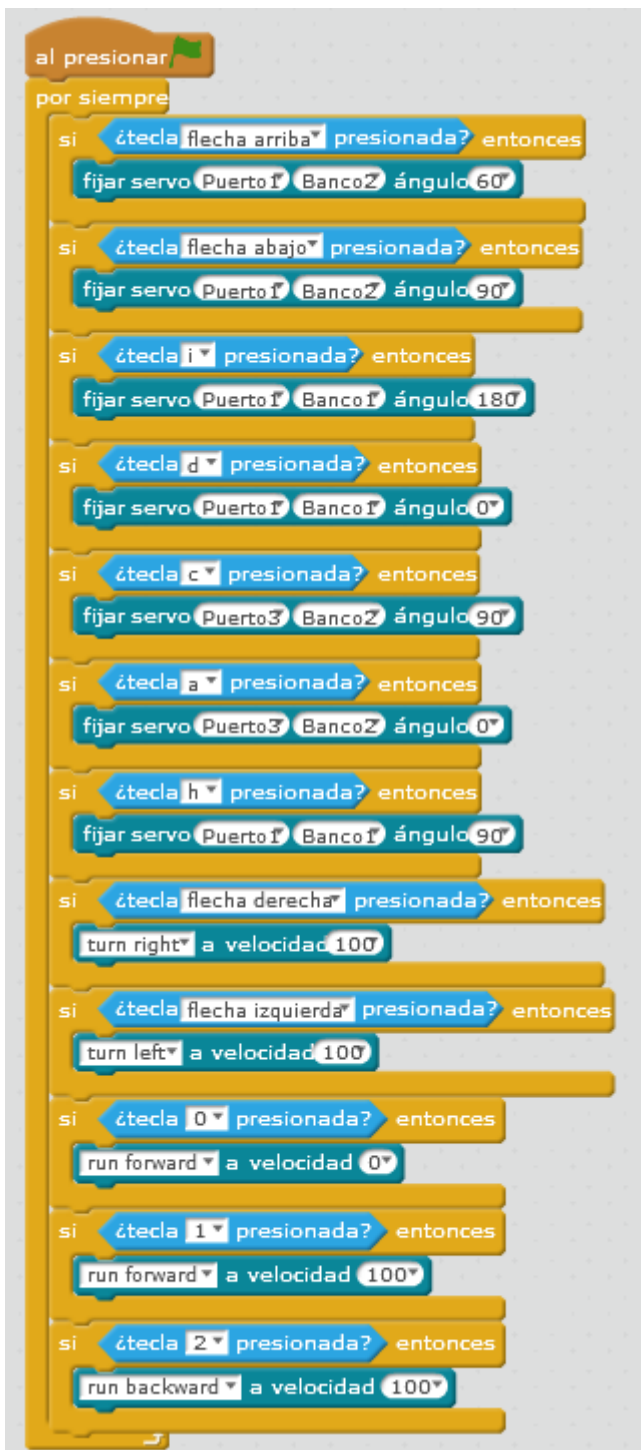 al presionar
por siempre
si ¿tecla flecha arriba presionada? entonces
fijar servo Puerto1 Banco2 ángulo 60
si ¿tecla flecha abajo presionada? entonces
fijar servo Puerto1 Banco2 ángulo 90
si ¿tecla i presionada? entonces
fijar servo Puerto1 Banco1 ángulo 180
si ¿tecla d presionada? entonces
fijar servo Puerto1 Banco1 ángulo 0
si ¿tecla c presionada? entonces
fijar servo Puerto3 Banco2 ángulo 90
si ¿tecla a presionada? entonces
fijar servo Puerto3 Banco2 ángulo 0
si ¿tecla h presionada? entonces
fijar servo Puerto1 Banco1 ángulo 90
si ¿tecla flecha derecha presionada? entonces
turn right a velocidad 100
si ¿tecla flecha izquierda presionada? entonces
turn left a velocidad 100
si ¿tecla 0 presionada? entonces
run forward a velocidad 0
si ¿tecla 1 presionada? entonces
run forward a velocidad 100
si ¿tecla 2 presionada? entonces
run backward a velocidad 100